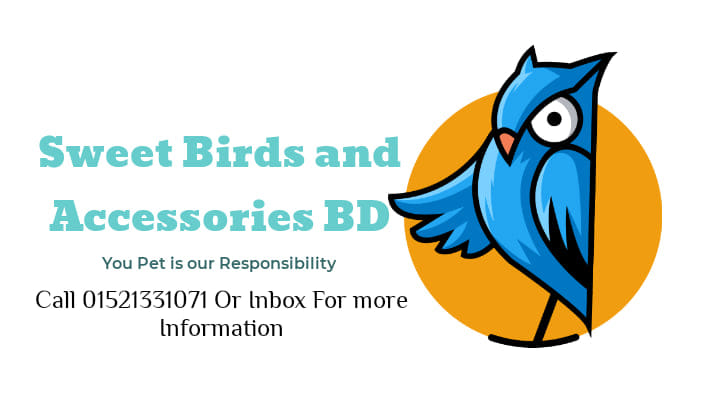 Sweet Birds and
Accessories BD
You Pet is our Responsibility
Call 01521331071 Or Inbox For more
Information